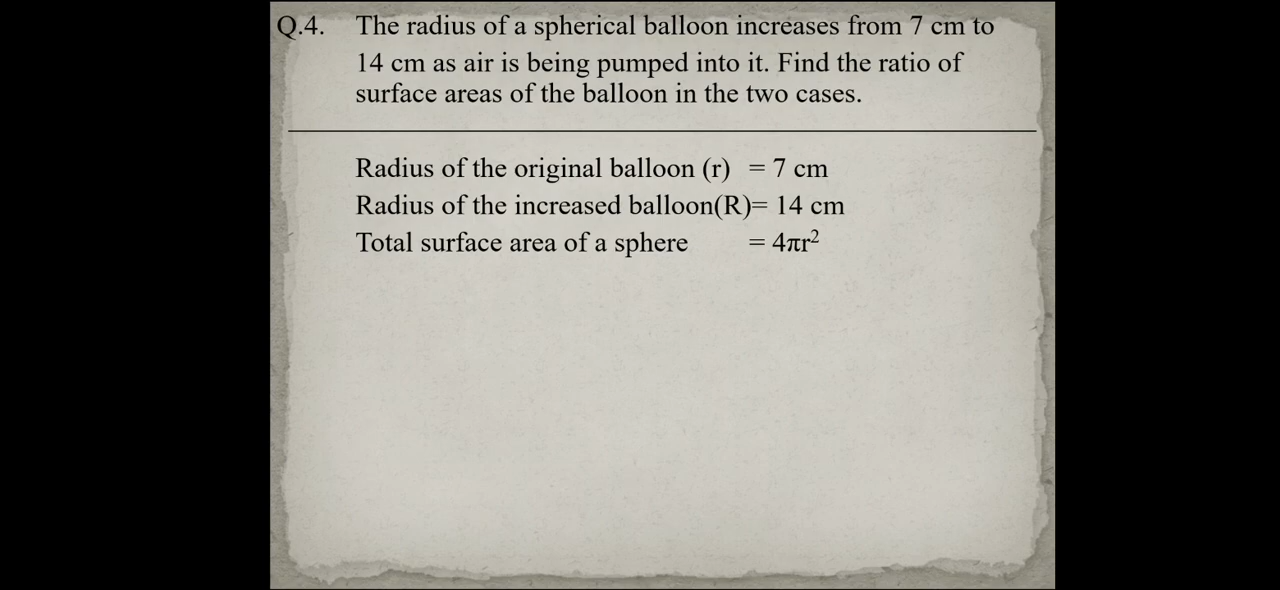 Q.4. The radius of a spherical balloon increases from 7 cm to
14 cm as air is being pumped into it. Find the ratio of
surface areas of the balloon in the two cases.
Radius of the original balloon (r) = 7 cm
Radius of the increased balloon(R)= 14 cm
Total surface area of a sphere = 4πr²